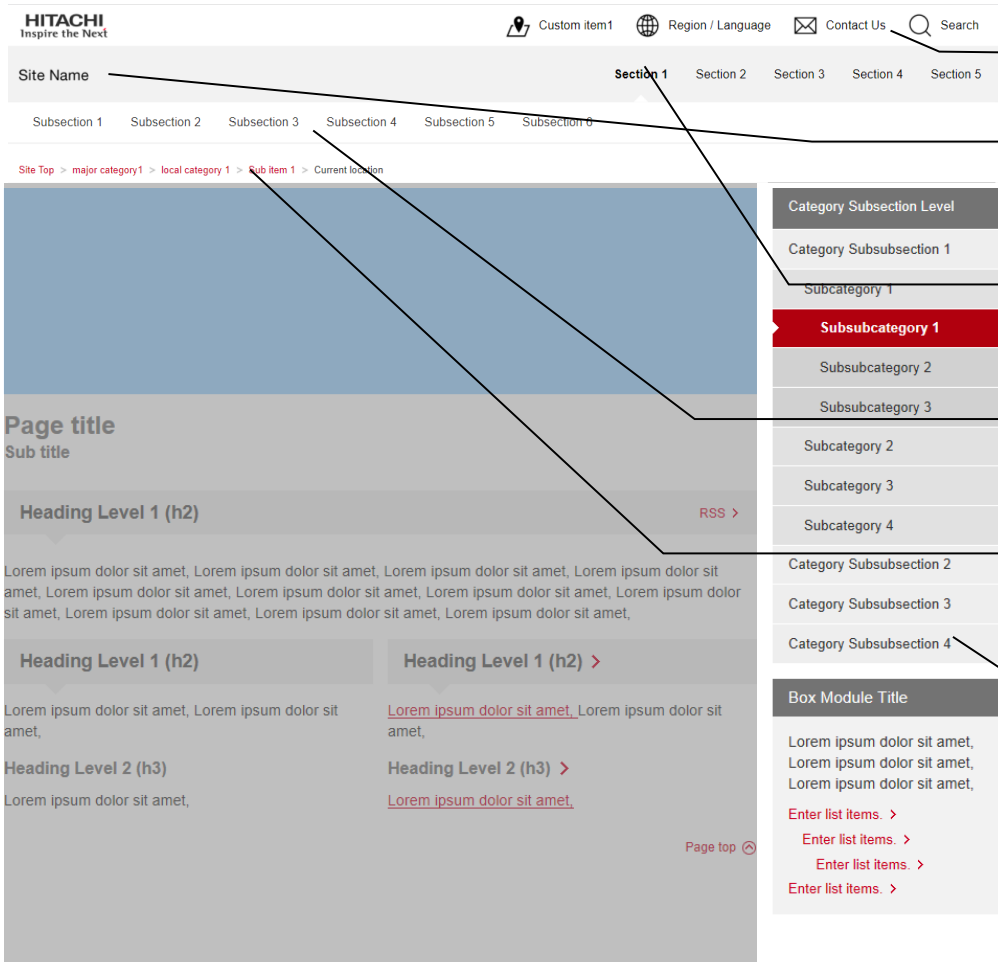 HITACHI
Inspire the Next
Custom item1
Region / Language
Contact Us
Search
Site Name
Section 1
Section 2
Section 3
Section 4
Section 5
Subsection 1
Subsection 2
Subsection 3
Subsection 4
Subsection 5
Subsection 6
Site Top > major category1 > local category 1 > Sub item 1 > Current location
Page title
Sub title
Heading Level 1 (h2)
RSS >
Lorem ipsum dolor sit amet, Lorem ipsum dolor sit amet, Lorem ipsum dolor sit amet, Lorem ipsum dolor sit
amet, Lorem ipsum dolor sit amet, Lorem ipsum dolor sit amet, Lorem ipsum dolor sit amet, Lorem ipsum dolor
sit amet, Lorem ipsum dolor sit amet, Lorem ipsum dolor sit amet, Lorem ipsum dolor sit amet,
Heading Level 1 (h2)
Lorem ipsum dolor sit amet, Lorem ipsum dolor sit
amet,
Heading Level 2 (h3)
Lorem ipsum dolor sit amet,
Heading Level 1 (h2) >
Lorem ipsum dolor sit amet, Lorem ipsum dolor sit
amet,
Heading Level 2 (h3) >
Lorem ipsum dolor sit amet,
Page top
Category Subsection Level
Category Subsubsection 1
Subcategory 1
Subsubcategory 1
Subsubcategory 2
Subsubcategory 3
Subcategory 2
Subcategory 3
Subcategory 4
Category Subsubsection 2
Category Subsubsection 3
Category Subsubsection 4
Box Module Title
Lorem ipsum dolor sit amet,
Lorem ipsum dolor sit amet,
Lorem ipsum dolor sit amet,
Enter list items. >
Enter list items. >
Enter list items. >
Enter list items. >